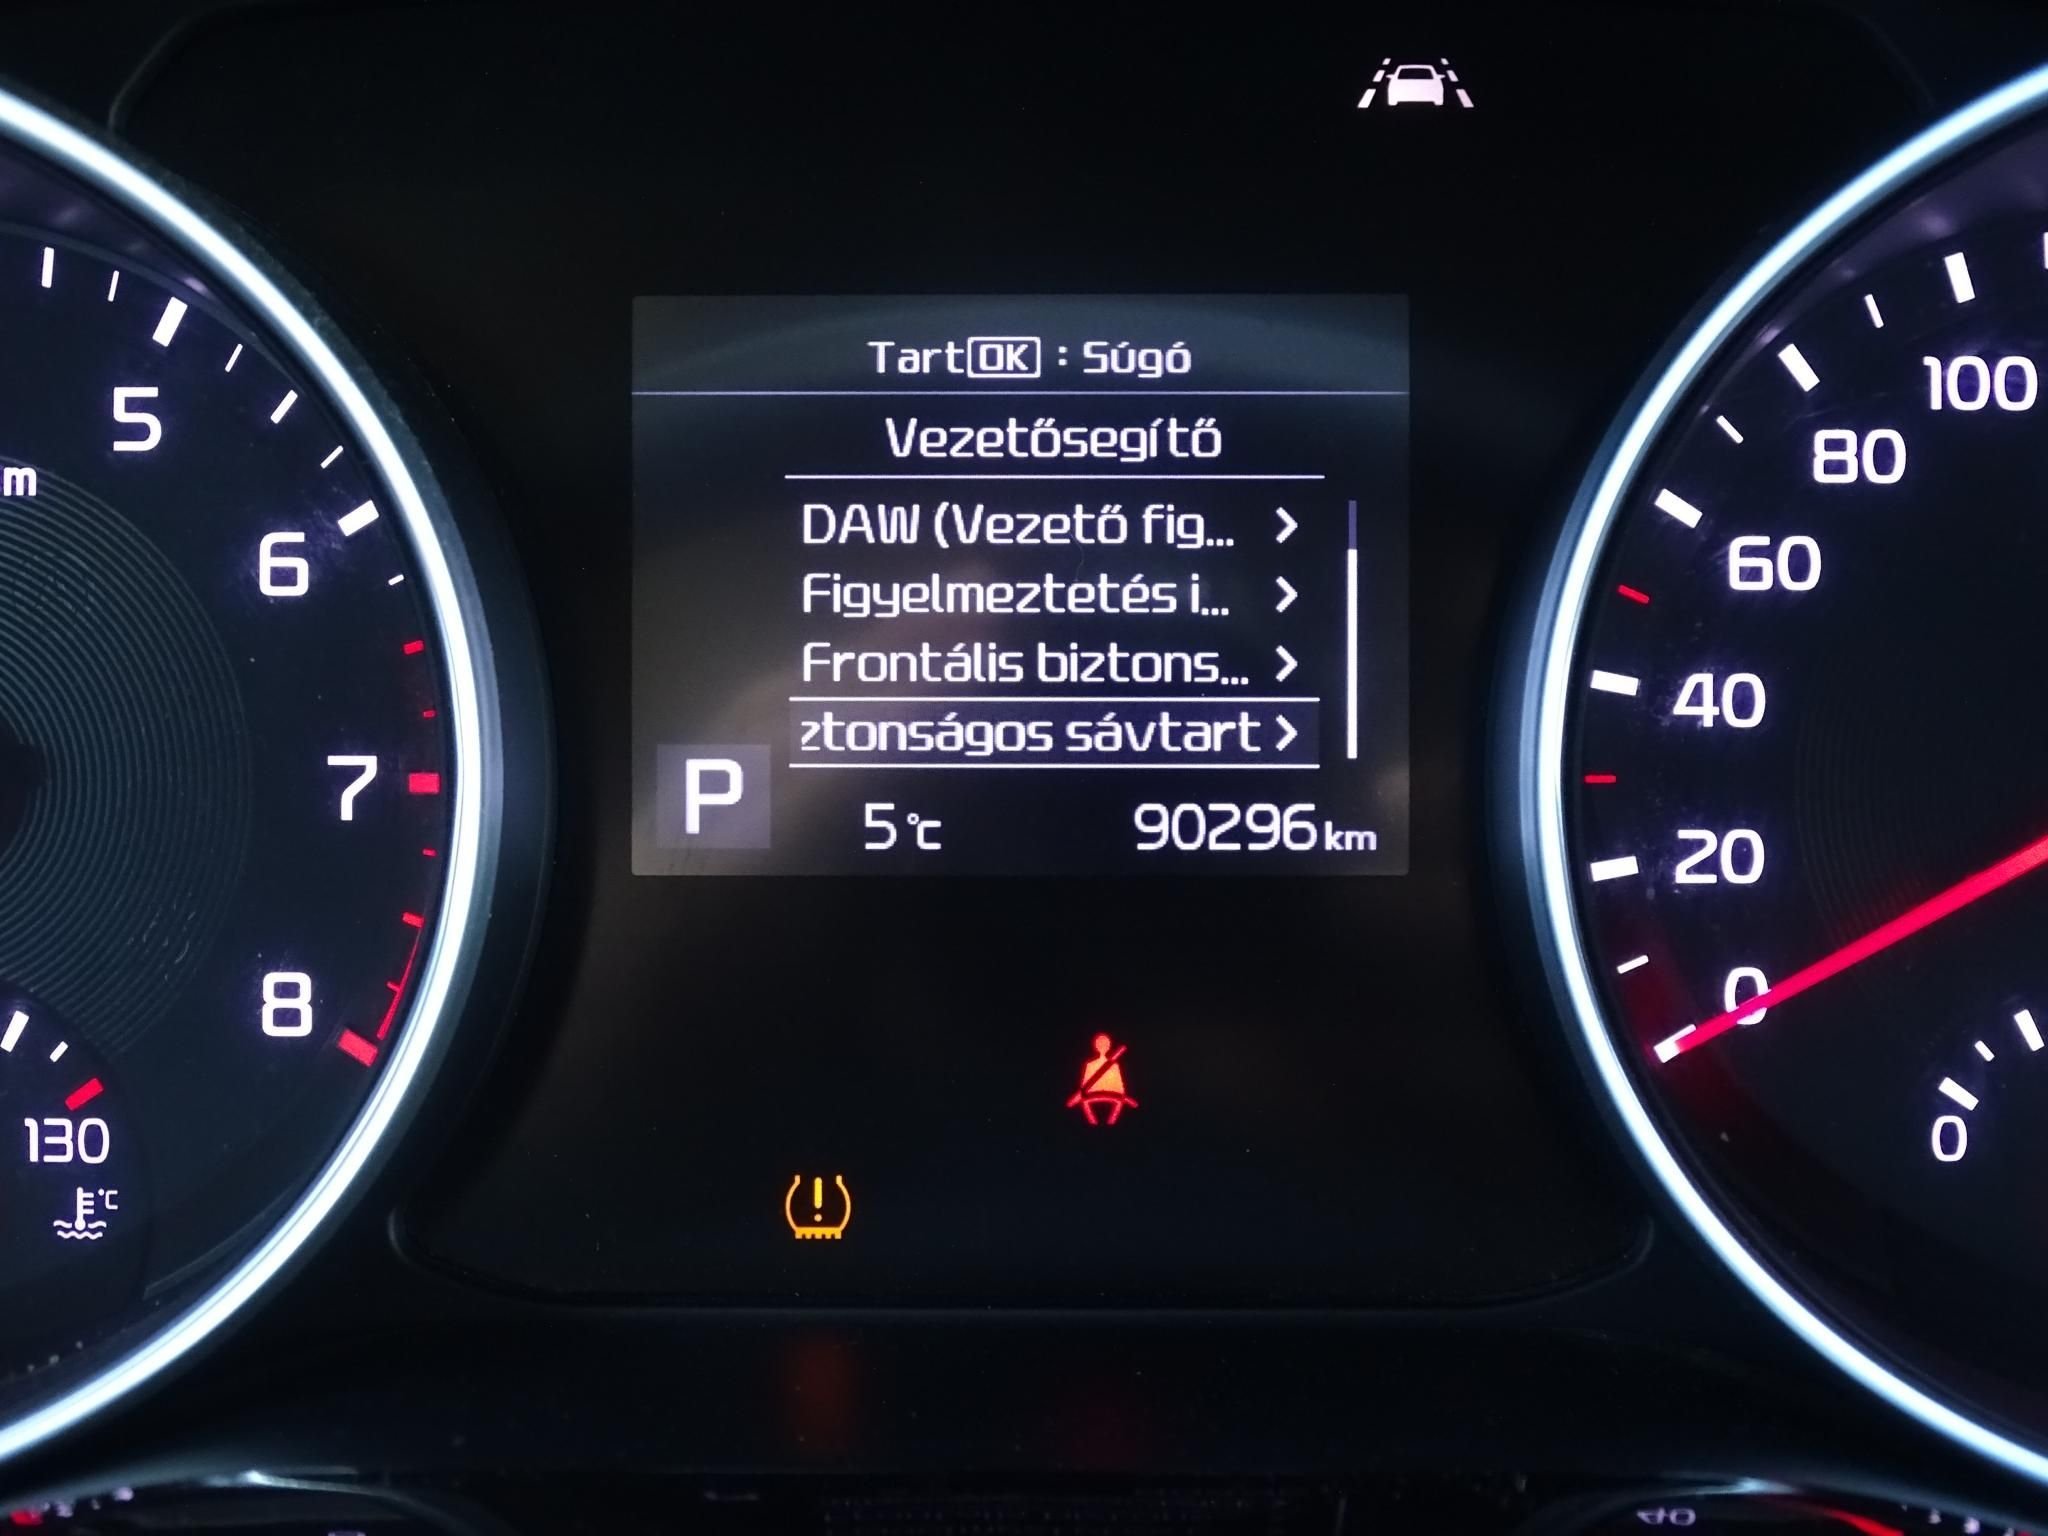 Tart OK : Súgó
Vezetősegítő
DAW (Vezető fig... >
Figyelmeztetés i... >
Frontális biztons... >
ztonságos sávtart >
P
5 °C
90296 km
5
m
6
7
8
130
°C
100
80
60
40
20
0
0